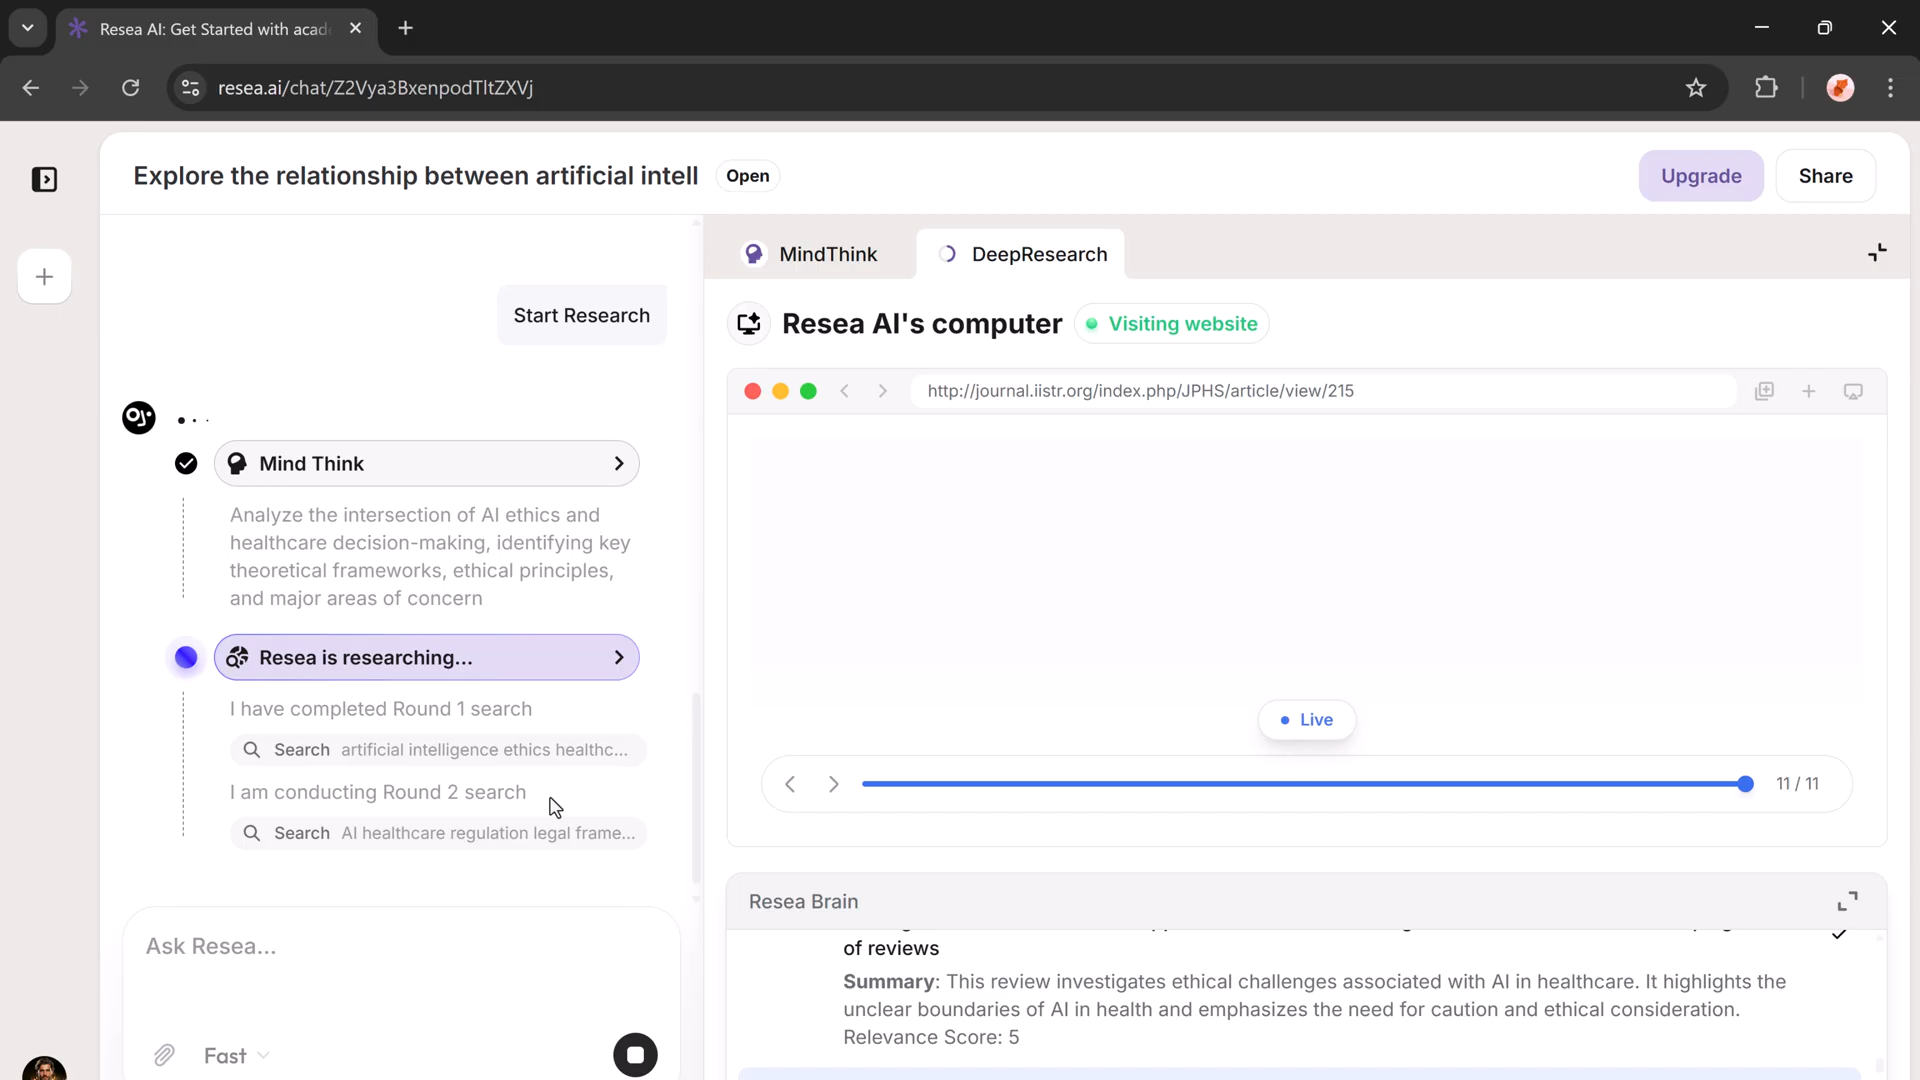 Resea AI: Get Started with acad
resea.ai/chat/Z2Vya3BxenpodTltZXVj
Explore the relationship between artificial intell
Open
Upgrade
Share
Start Research
Mind Think
Analyze the intersection of AI ethics and
healthcare decision-making, identifying key
theoretical frameworks, ethical principles,
and major areas of concern
Resea is researching...
I have completed Round 1 search
Search artificial intelligence ethics healthc...
I am conducting Round 2 search
Search AI healthcare regulation legal frame...
Ask Resea...
Fast
MindThink
DeepResearch
Resea AI's computer
Visiting website
http://journal.iistr.org/index.php/JPHS/article/view/215
Live
11 / 11
Resea Brain
of reviews
Summary: This review investigates ethical challenges associated with AI in healthcare. It highlights the
unclear boundaries of AI in health and emphasizes the need for caution and ethical consideration.
Relevance Score: 5